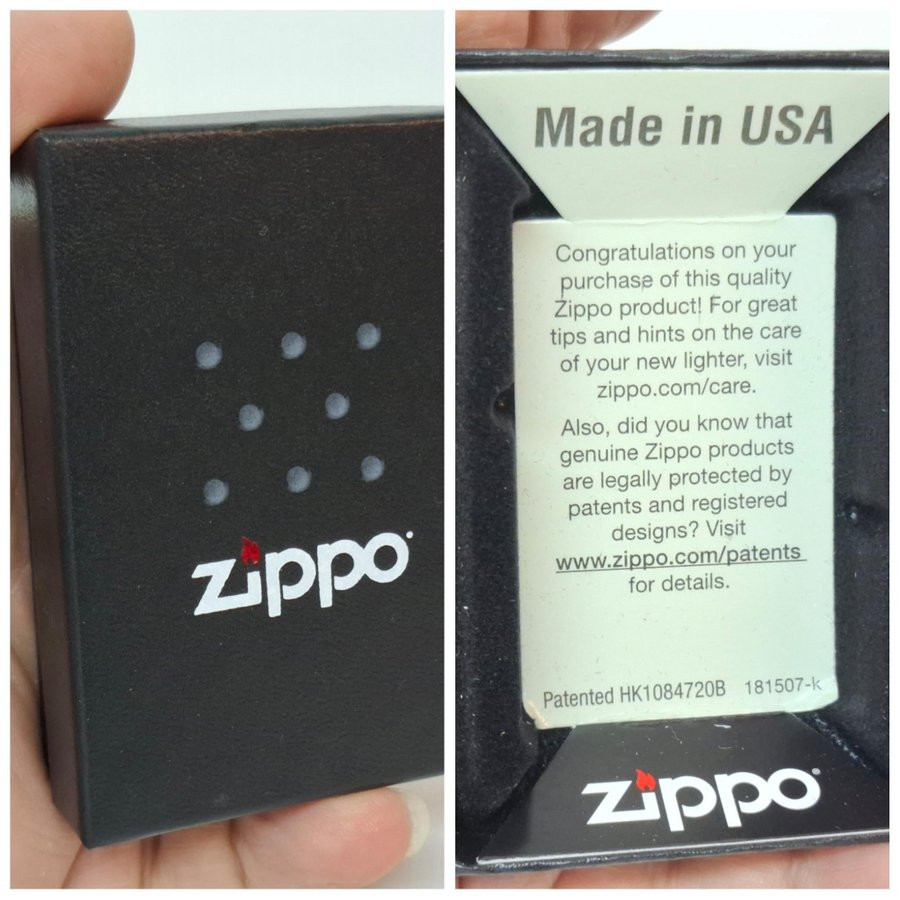 zippo
Made in USA
Congratulations on your
purchase of this quality
Zippo product! For great
tips and hints on the care
of your new lighter, visit
zippo.com/care.
Also, did you know that
genuine Zippo products
are legally protected by
patents and registered
designs? Visit
www.zippo.com/patents
for details.
Patented HK1084720B 181507-k
zippo